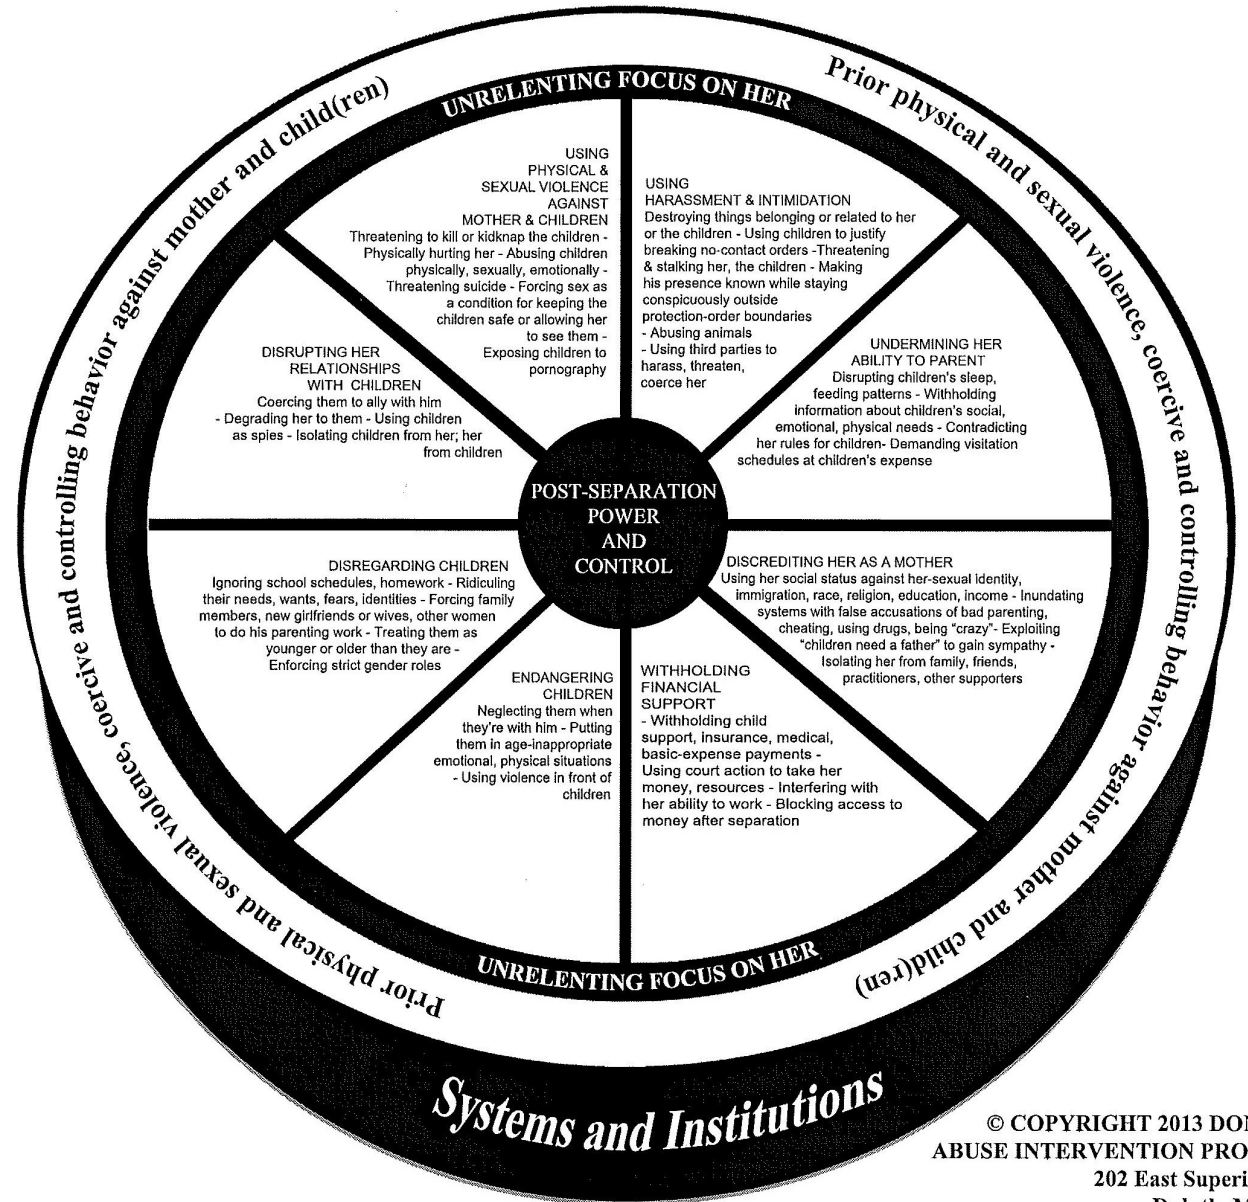 Prior physical and sexual violence, coercive and controlling behavior against mother and child(ren)
Prior physical and sexual violence, coercive and controlling behavior against mother and child(ren)
UNRELENTING FOCUS ON HER
USING
PHYSICAL &
SEXUAL VIOLENCE
AGAINST
MOTHER & CHILDREN
Threatening to kill or kidknap the children -
Physically hurting her - Abusing children
physically, sexually, emotionally -
Threatening suicide - Forcing sex as
a condition for keeping the
children safe or allowing her
to see them -
Exposing children to
pornography
USING
HARASSMENT & INTIMIDATION
Destroying things belonging or related to her
or the children - Using children to justify
breaking no-contact orders -Threatening
& stalking her, the children - Making
his presence known while staying
conspicuously outside
protection-order boundaries
- Abusing animals
- Using third parties to
harass, threaten,
coerce her
UNDERMINING HER
ABILITY TO PARENT
Disrupting children's sleep,
feeding patterns - Withholding
information about children's social,
emotional, physical needs - Contradicting
her rules for children- Demanding visitation
schedules at children's expense
DISRUPTING HER
RELATIONSHIPS
WITH CHILDREN
Coercing them to ally with him
- Degrading her to them - Using children
as spies - Isolating children from her; her
from children
POST-SEPARATION
POWER
AND
CONTROL
DISREGARDING CHILDREN
Ignoring school schedules, homework - Ridiculing
their needs, wants, fears, identities - Forcing family
members, new girlfriends or wives, other women
to do his parenting work - Treating them as
younger or older than they are -
Enforcing strict gender roles
DISCREDITING HER AS A MOTHER
Using her social status against her-sexual identity,
immigration, race, religion, education, income - Inundating
systems with false accusations of bad parenting,
cheating, using drugs, being "crazy"- Exploiting
"children need a father" to gain sympathy -
Isolating her from family, friends,
practitioners, other supporters
ENDANGERING
CHILDREN
Neglecting them when
they're with him - Putting
them in age-inappropriate
emotional, physical situations
- Using violence in front of
children
WITHHOLDING
FINANCIAL
SUPPORT
- Withholding child
support, insurance, medical,
basic-expense payments -
Using court action to take her
money, resources - Interfering with
her ability to work - Blocking access to
money after separation
UNRELENTING FOCUS ON HER
Systems and Institutions
© COPYRIGHT 2013
ABUSE INTERVENTION
202 East